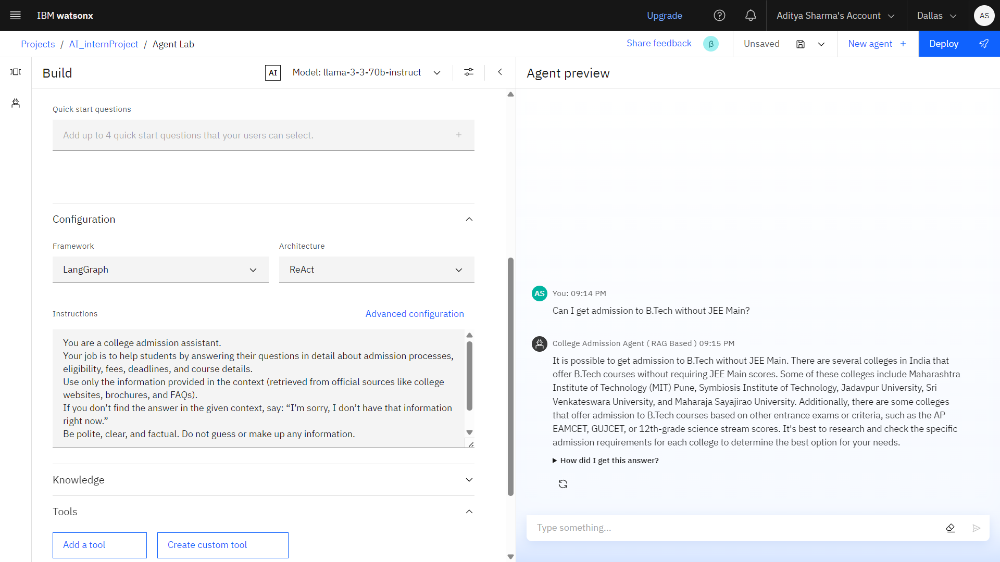 IBM watsonx
Upgrade
Aditya Sharma's Account
Dallas
AS
Projects / AI_internProject / Agent Lab
Share feedback
β
Unsaved
New agent +
Deploy
Build
AI
Model: llama-3-3-70b-instruct
Agent preview
Quick start questions
Add up to 4 quick start questions that your users can select.
Configuration
Framework
Architecture
LangGraph
ReAct
Instructions
Advanced configuration
You are a college admission assistant.
Your job is to help students by answering their questions in detail about admission processes,
eligibility, fees, deadlines, and course details.
Use only the information provided in the context (retrieved from official sources like college
websites, brochures, and FAQs).
If you don’t find the answer in the given context, say: “I’m sorry, I don’t have that information
right now.”
Be polite, clear, and factual. Do not guess or make up any information.
Knowledge
Tools
Add a tool
Create custom tool
AS
You: 09:14 PM
Can I get admission to B.Tech without JEE Main?
College Admission Agent ( RAG Based ) 09:15 PM
It is possible to get admission to B.Tech without JEE Main. There are several colleges in India that
offer B.Tech courses without requiring JEE Main scores. Some of these colleges include Maharashtra
Institute of Technology (MIT) Pune, Symbiosis Institute of Technology, Jadavpur University, Sri
Venkateswara University, and Maharaja Sayajirao University. Additionally, there are some colleges
that offer admission to B.Tech courses based on other entrance exams or criteria, such as the AP
EAMCET, GUJCET, or 12th-grade science stream scores. It's best to research and check the specific
admission requirements for each college to determine the best option for your needs.
How did I get this answer?
Type something...